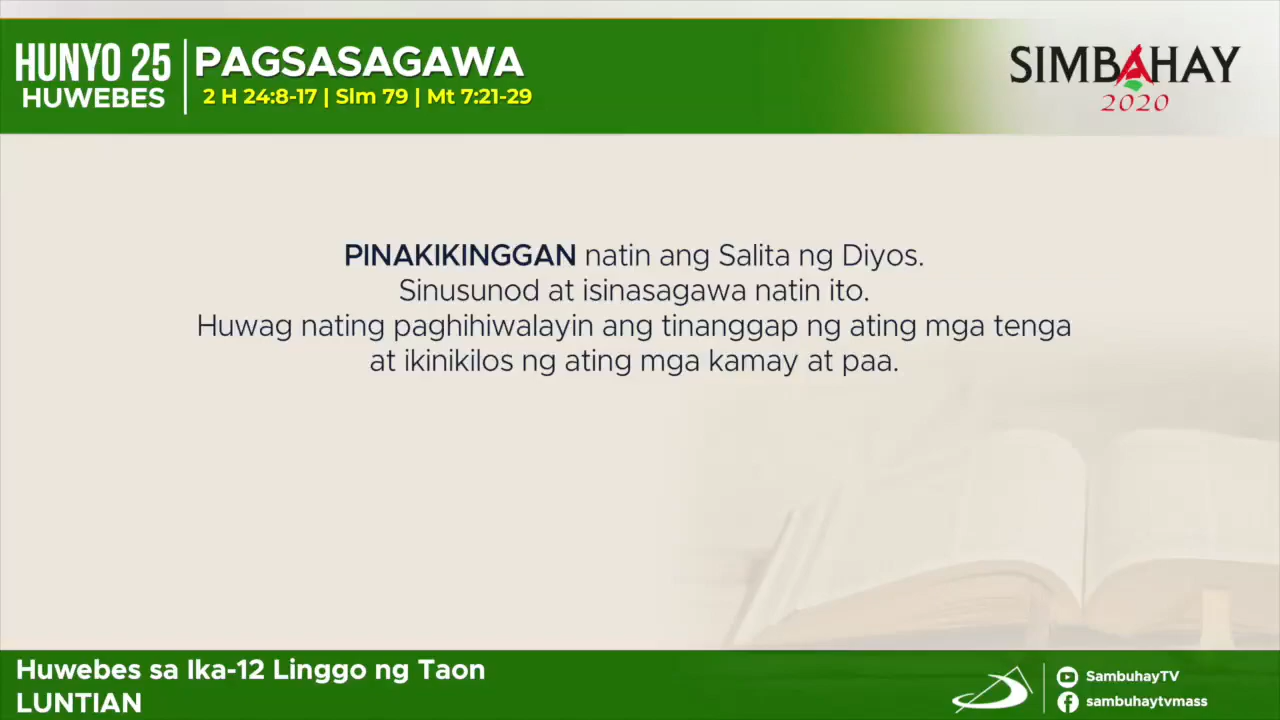 HUNYO 25
HUWEBES
PAGSASAGAWA
2 H 24:8-17 | Slm 79 | Mt 7:21-29
SIMBAHAY
2020
PINAKIKINGGAN natin ang Salita ng Diyos.
Sinusunod at isinasagawa natin ito.
Huwag nating paghihiwalayin ang tinanggap ng ating mga tenga
at ikinikilos ng ating mga kamay at paa.
Huwebes sa Ika-12 Linggo ng Taon
LUNTIAN
SambuhayTV
sambuhaytvmass